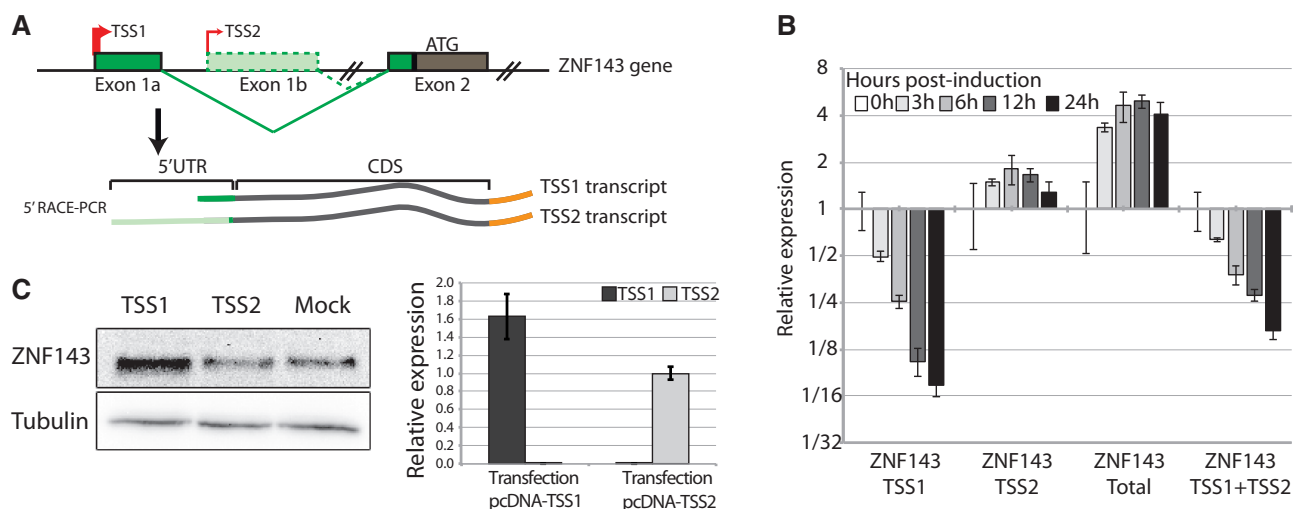 A
TSS1
TSS2
ATG
ZNF143 gene
Exon 1a
Exon 1b
Exon 2
5'UTR
CDS
5' RACE-PCR
TSS1 transcript
TSS2 transcript
B
Hours post-induction
0h 3h 6h 12h 24h
Relative expression
8
4
2
1
1/2
1/4
1/8
1/16
1/32
ZNF143 TSS1
ZNF143 TSS2
ZNF143 Total
ZNF143 TSS1+TSS2
C
TSS1 TSS2 Mock
ZNF143
Tubulin
Relative expression
1.8
1.6
1.4
1.2
1.0
0.8
0.6
0.4
0.2
0.0
TSS1 TSS2
Transfection pcDNA-TSS1
Transfection pcDNA-TSS2